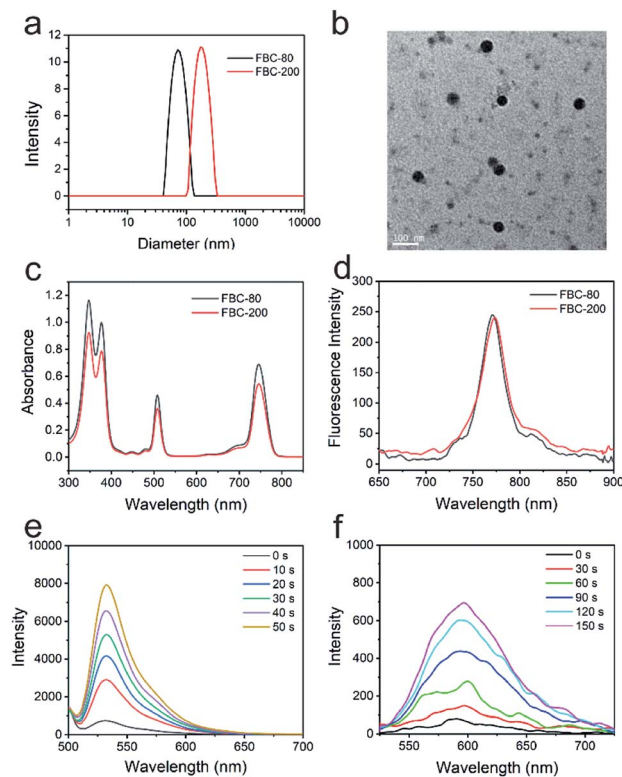 a
12
10
8
6
4
2
0
Intensity
FBC-80
FBC-200
1
10
100
1000
10000
Diameter (nm)
b
100 nm
c
1.2
1.0
0.8
0.6
0.4
0.2
0.0
Absorbance
FBC-80
FBC-200
300
400
500
600
700
800
Wavelength (nm)
d
300
250
200
150
100
50
0
Fluorescence Intensity
FBC-80
FBC-200
650
700
750
800
850
900
Wavelength (nm)
e
10000
8000
6000
4000
2000
0
Intensity
0 s
10 s
20 s
30 s
40 s
50 s
500
550
600
650
700
Wavelength (nm)
f
1000
800
600
400
200
0
Intensity
0 s
30 s
60 s
90 s
120 s
150 s
550
600
650
700
Wavelength (nm)